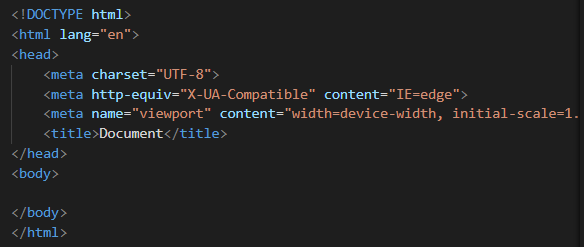 <!DOCTYPE html>
<html lang="en">
<head>
    <meta charset="UTF-8">
    <meta http-equiv="X-UA-Compatible" content="IE=edge">
    <meta name="viewport" content="width=device-width, initial-scale=1.
    <title>Document</title>
</head>
<body>

</body>
</html>